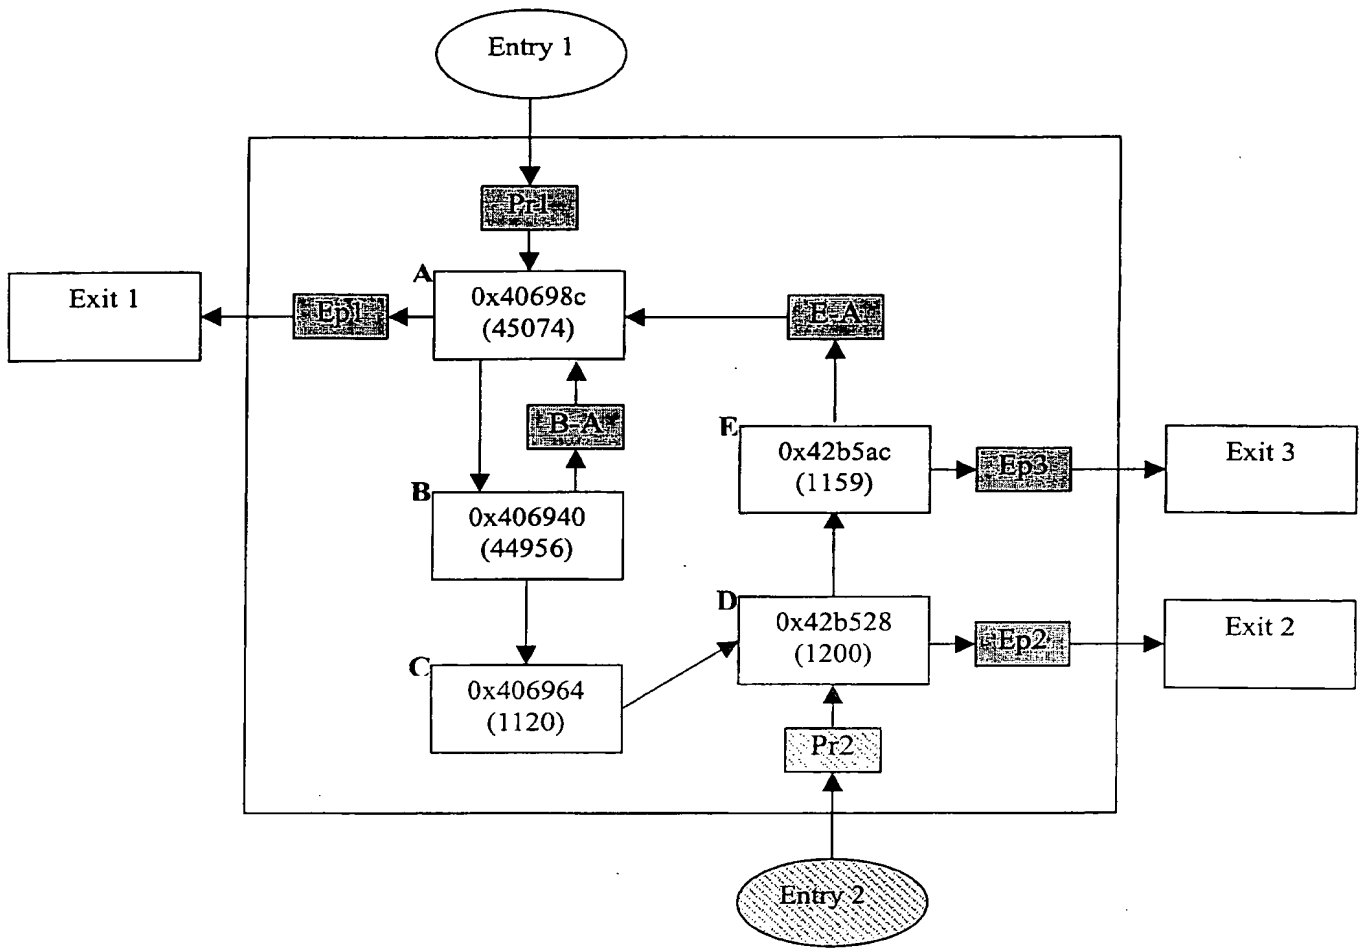 Entry 1
Pr1
A
0x40698c
(45074)
Exit 1
Ep1
E-A
B-A
E
0x42b5ac
(1159)
Ep3
Exit 3
B
0x406940
(44956)
D
0x42b528
(1200)
Ep2
Exit 2
C
0x406964
(1120)
Pr2
Entry 2